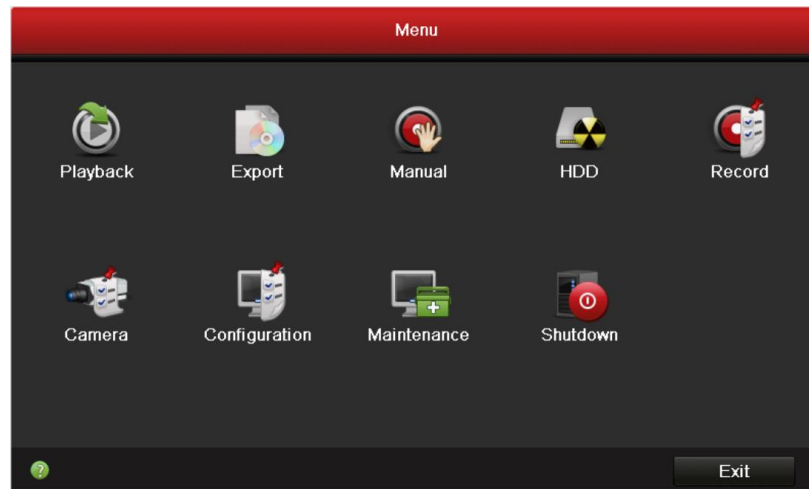 Menu
Playback Export Manual HDD Record
Camera Configuration Maintenance Shutdown
? Exit